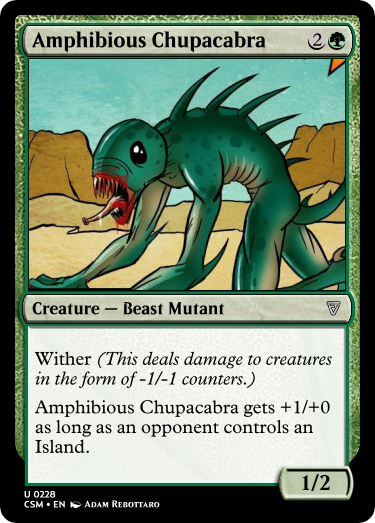 Amphibious Chupacabra 2
Creature — Beast Mutant
Wither (This deals damage to creatures
in the form of -1/-1 counters.)
Amphibious Chupacabra gets +1/+0
as long as an opponent controls an
Island.
1/2
U 0228
CSM • EN Adam Rebottaro